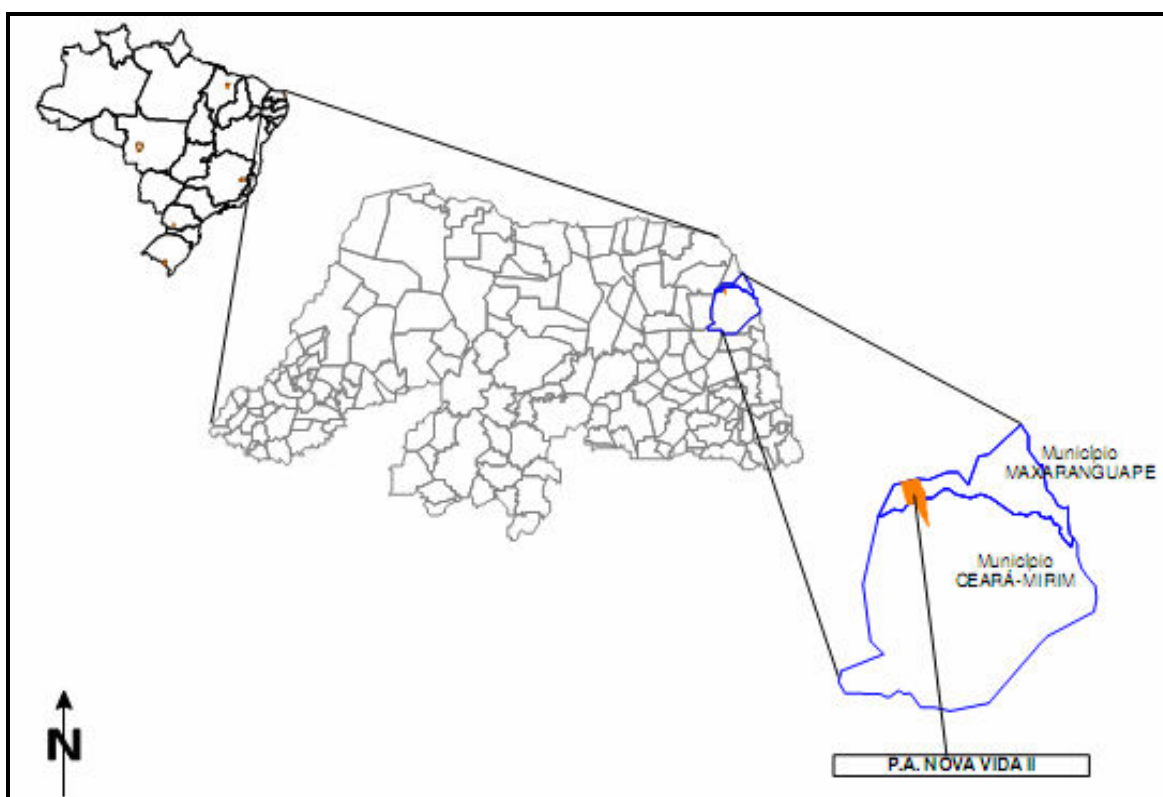 Município
MAXARANGUAPE
Município
CEARÁ-MIRIM
N
P.A. NOVA VIDA II